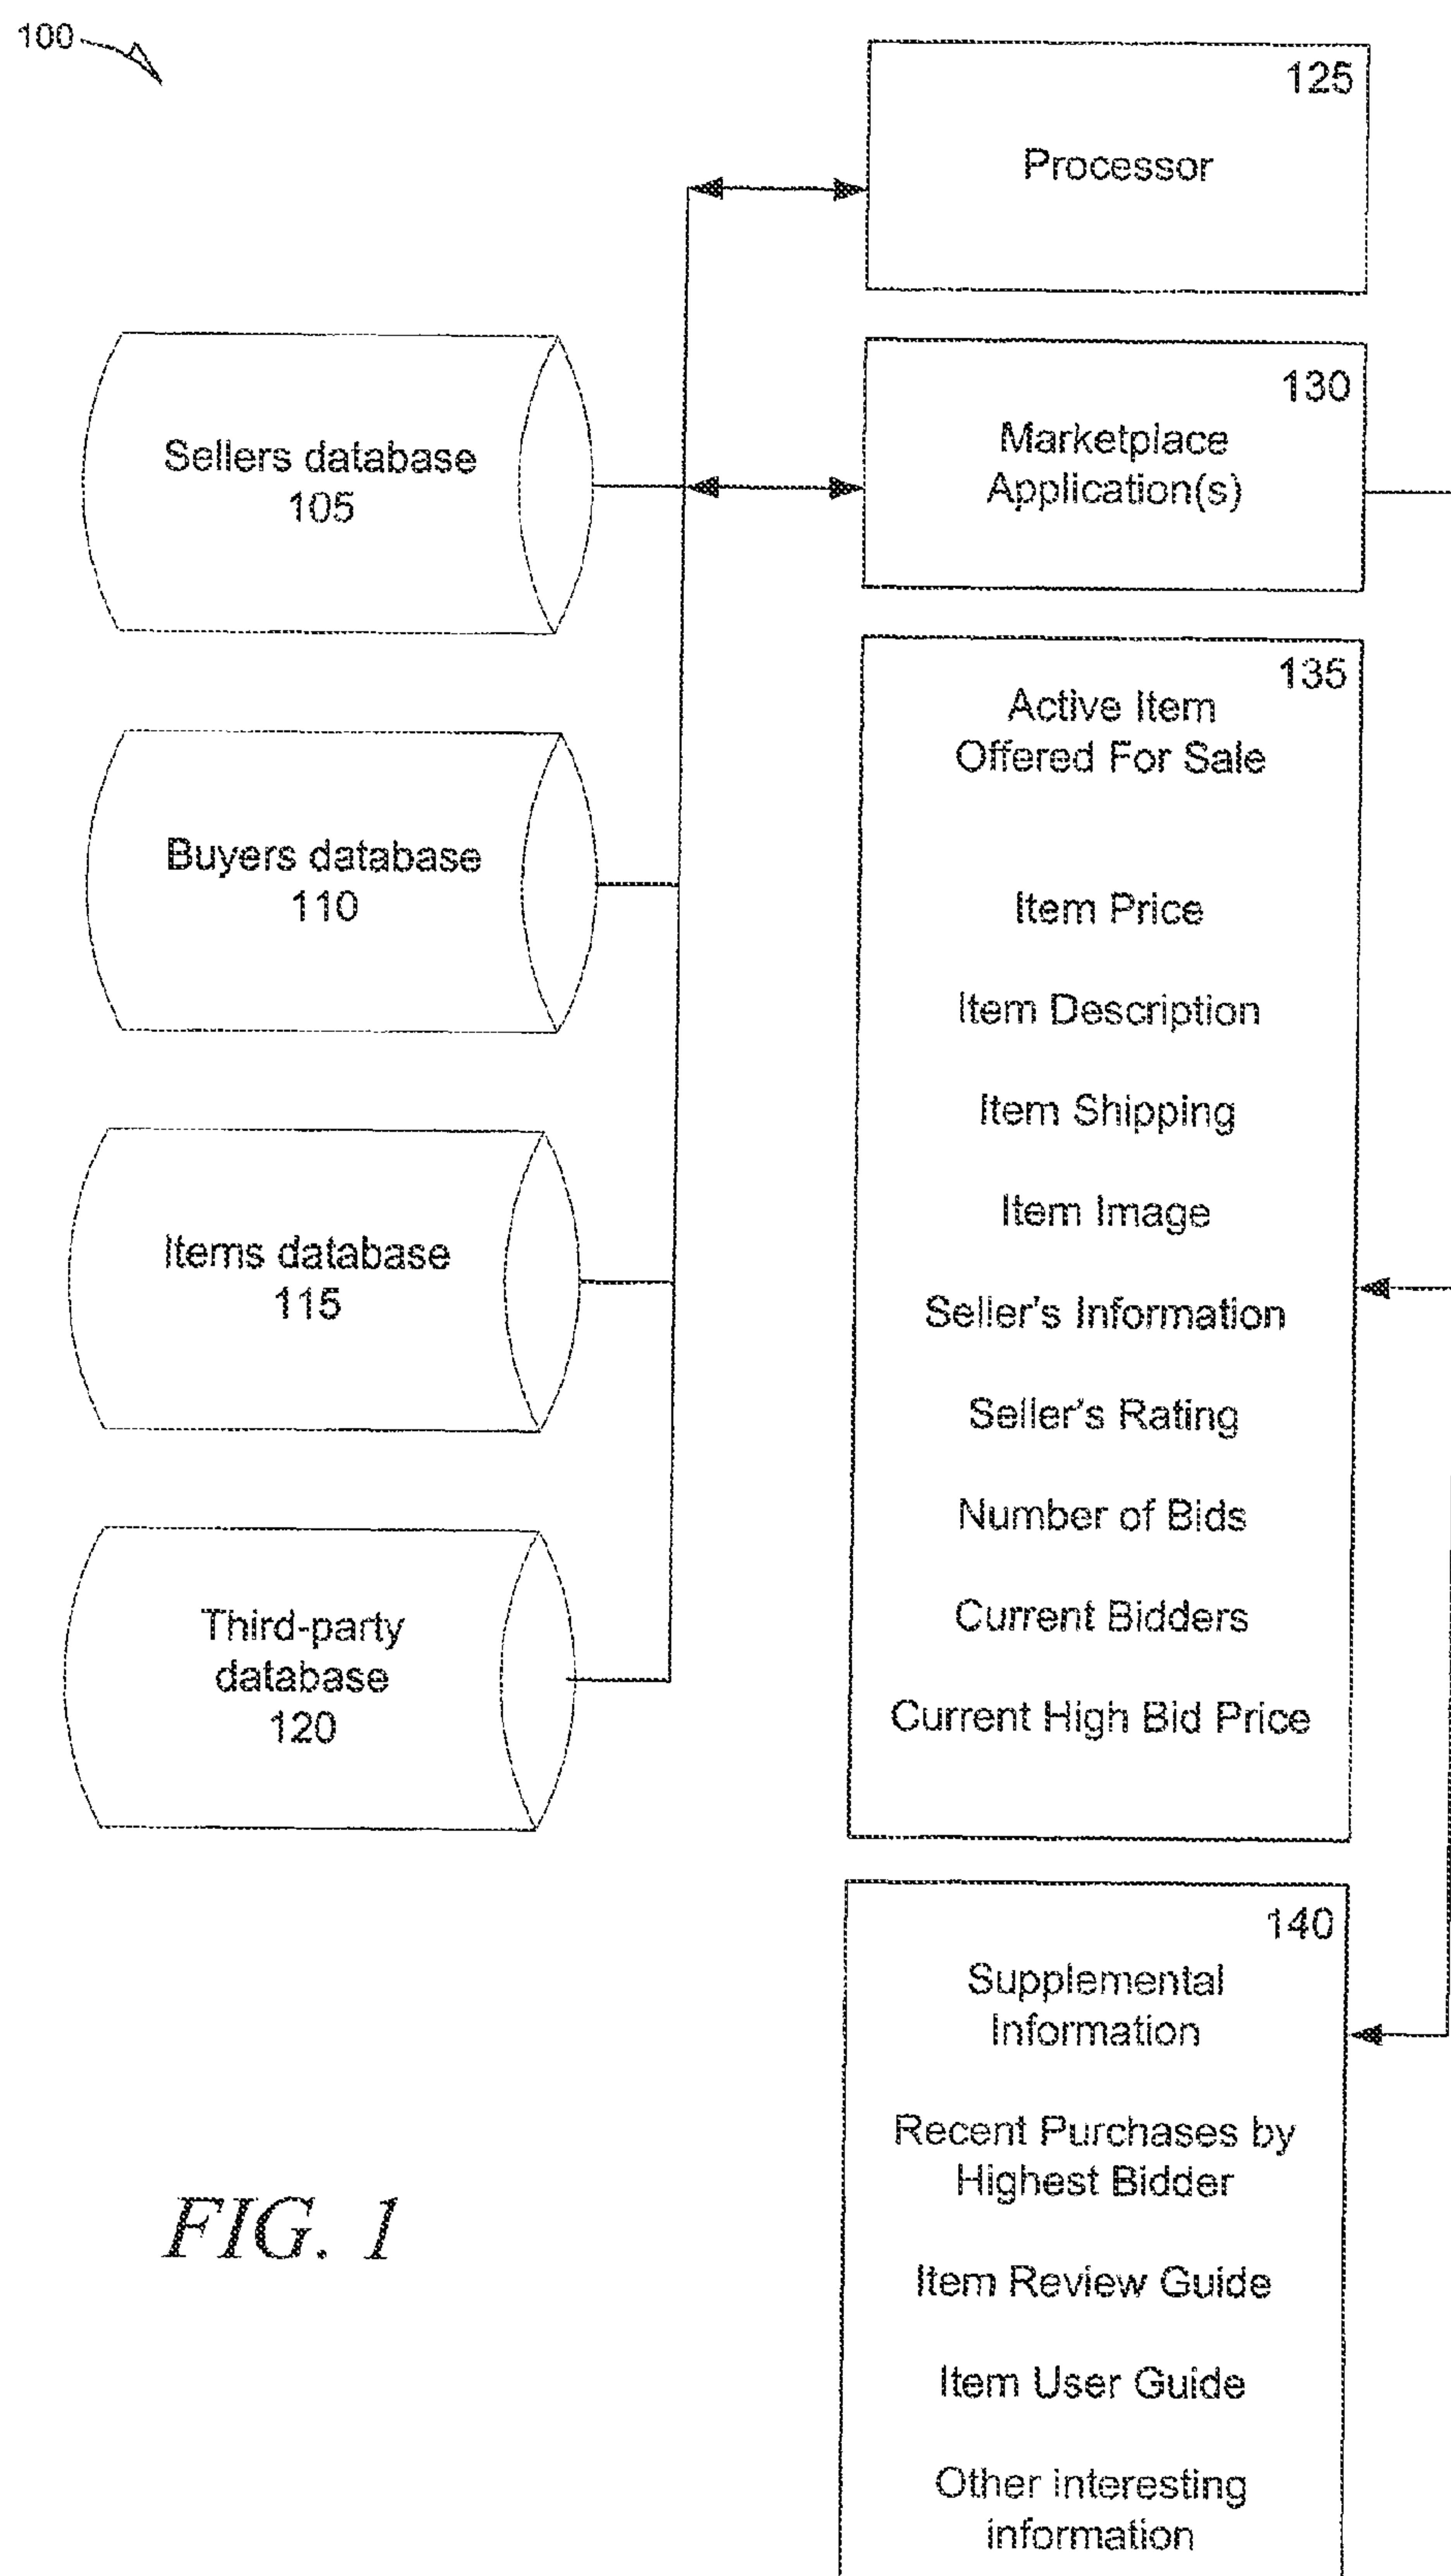 100
125
Processor
130
Marketplace
Application(s)
Sellers database
105
135
Active Item
Offered For Sale
Item Price
Item Description
Item Shipping
Item Image
Seller's Information
Seller's Rating
Number of Bids
Current Bidders
Current High Bid Price
Buyers database
110
Items database
115
Third-party
database
120
140
Supplemental
Information
Recent Purchases by
Highest Bidder
Item Review Guide
Item User Guide
Other interesting
information
FIG. 1